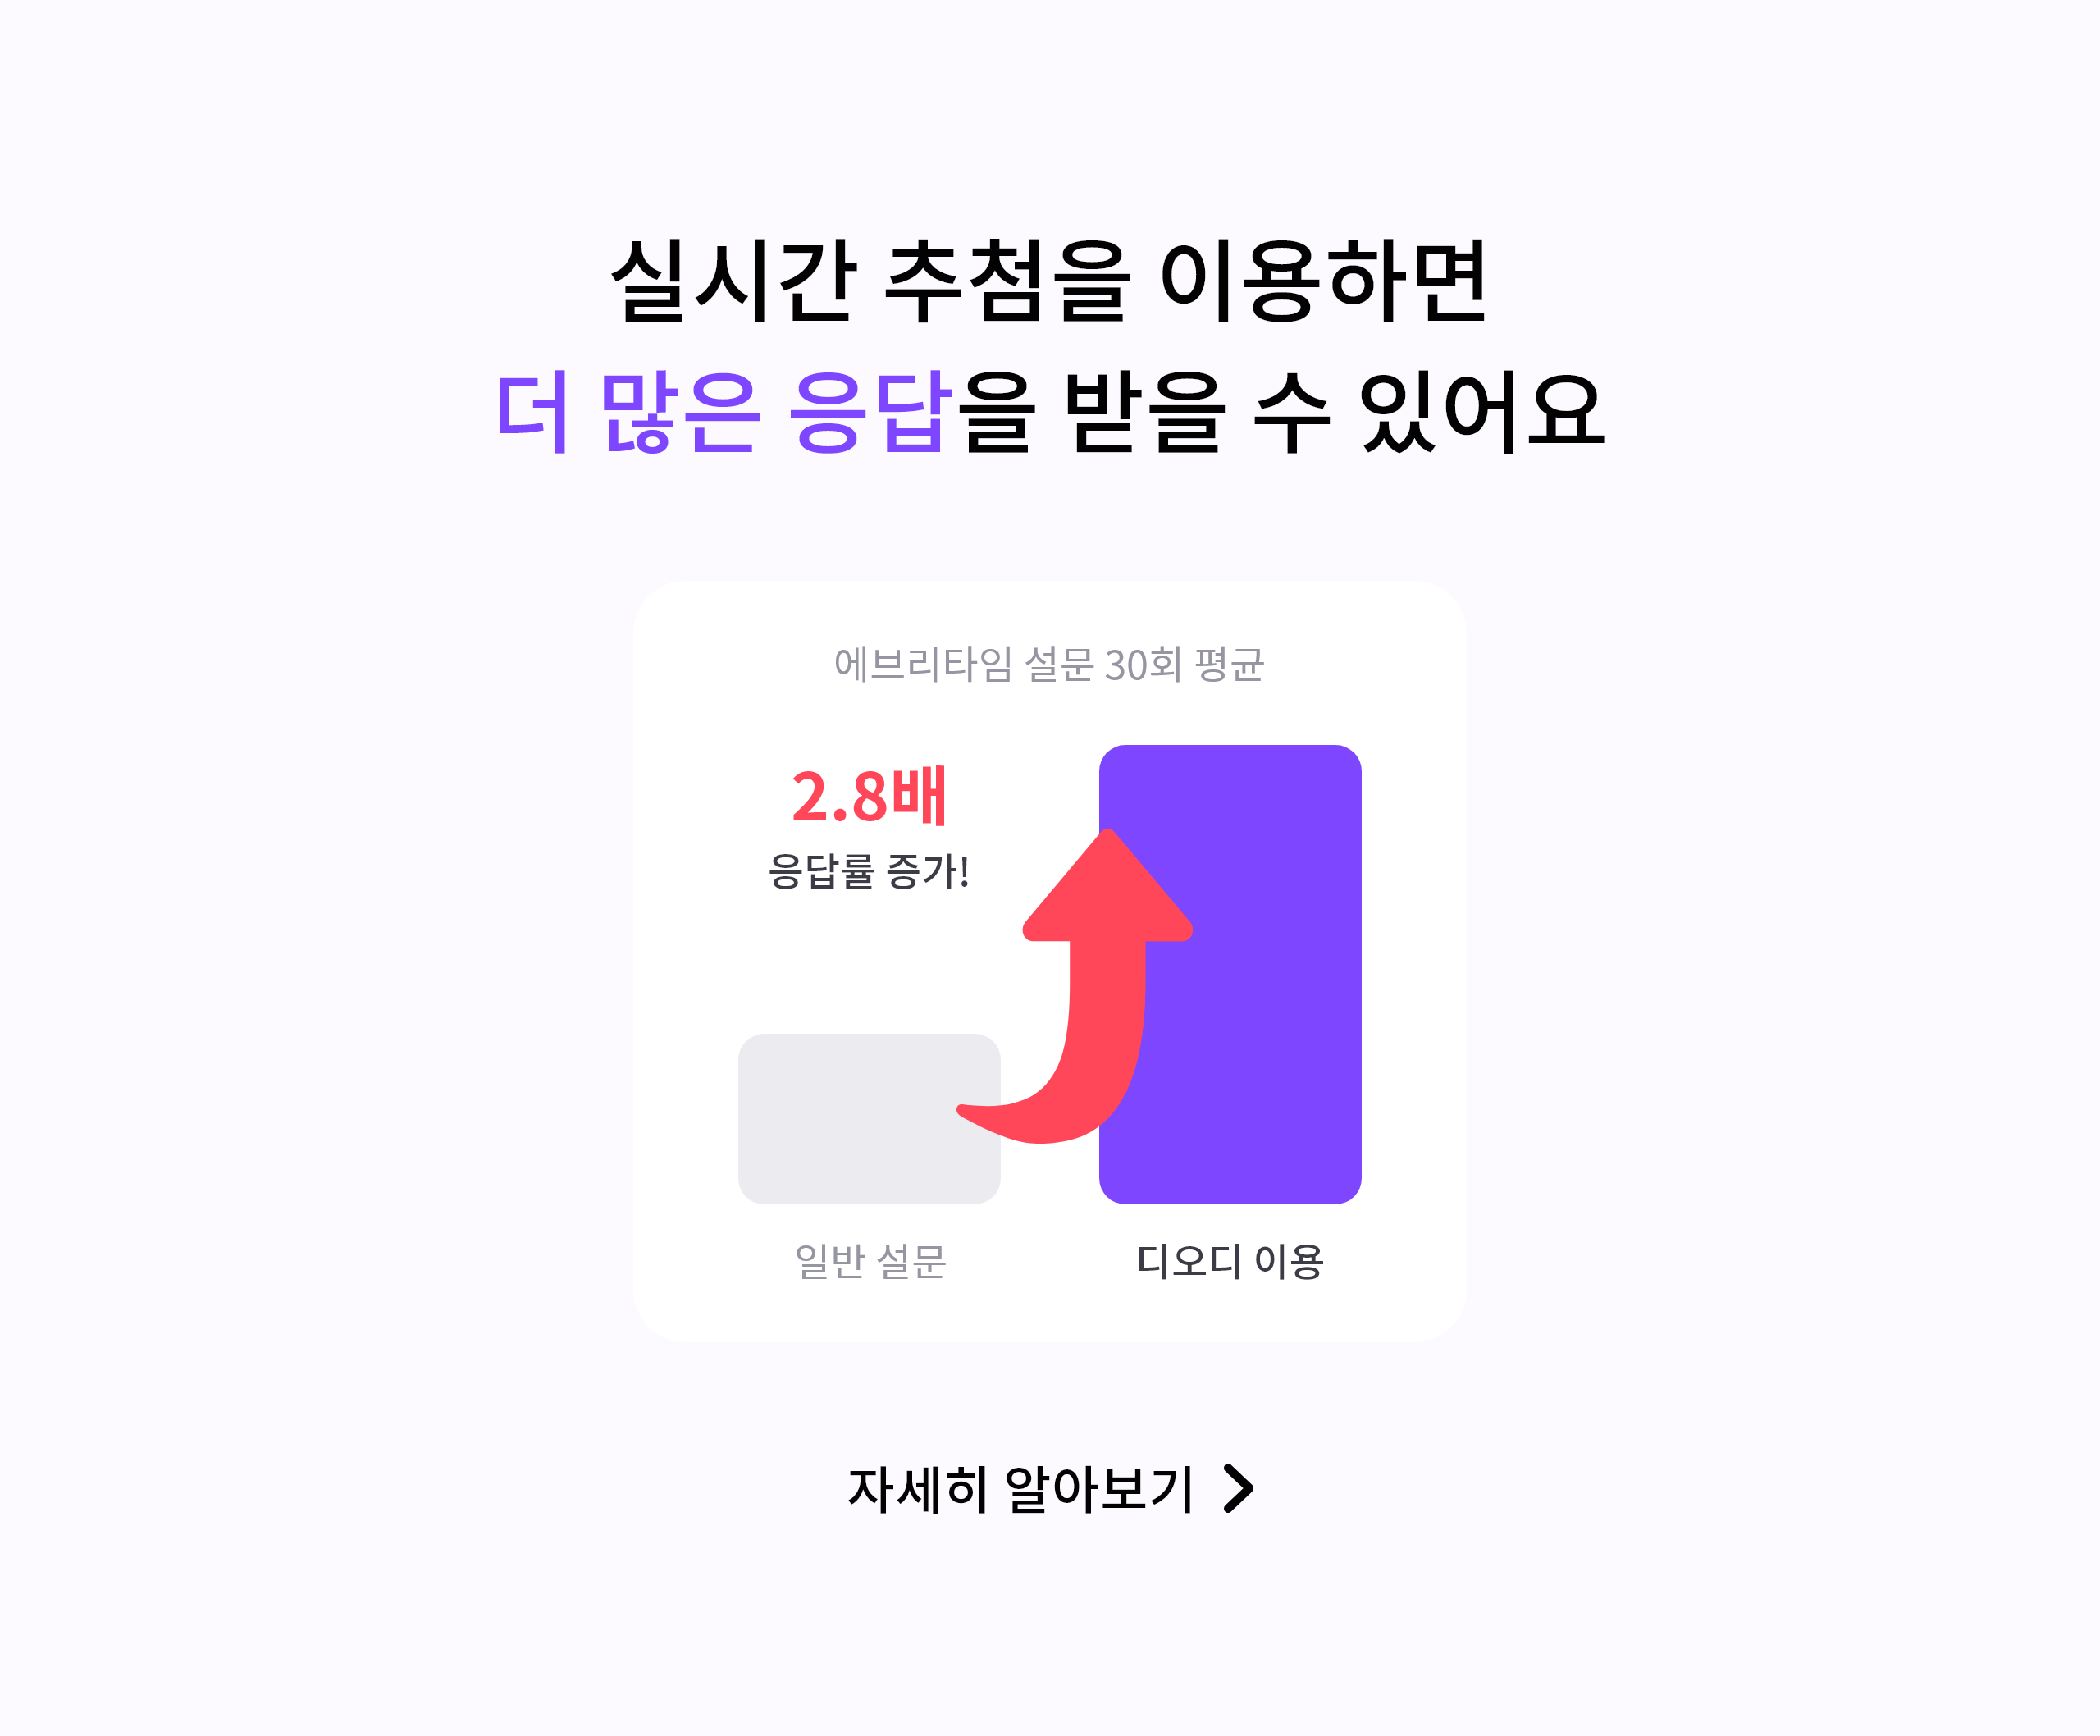 실시간 추첨을 이용하면
더 많은 응답을 받을 수 있어요
에브리타임 설문 30회 평균
2.8배
응답률 증가!
일반 설문
디오디 이용
자세히 알아보기